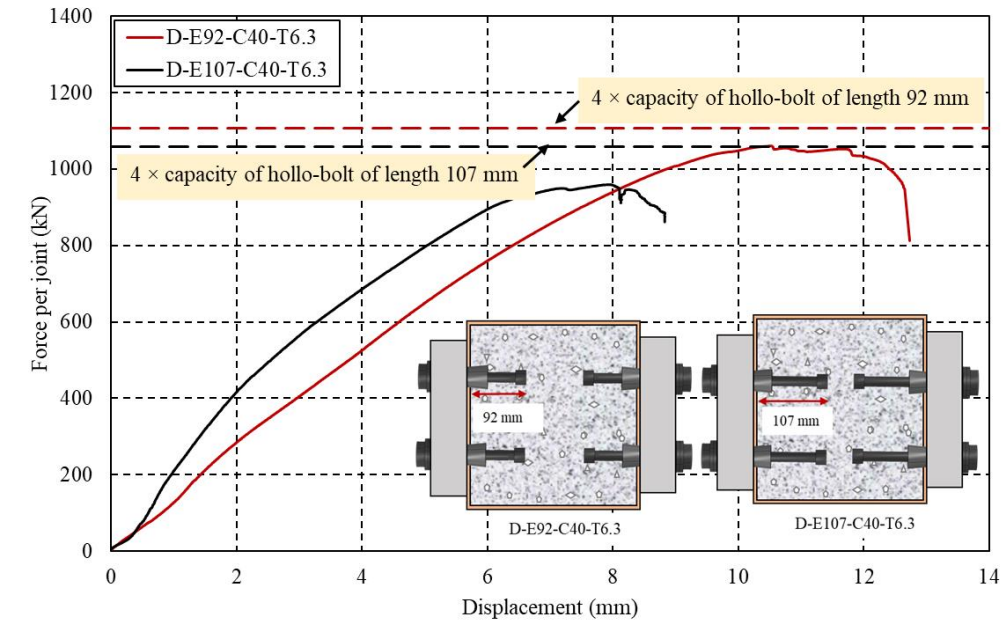 1400
1200
1000
800
600
400
200
0
Force per joint (kN)
D-E92-C40-T6.3
D-E107-C40-T6.3
4 × capacity of hollo-bolt of length 92 mm
4 × capacity of hollo-bolt of length 107 mm
92 mm
107 mm
D-E92-C40-T6.3
D-E107-C40-T6.3
0 2 4 6 8 10 12 14
Displacement (mm)